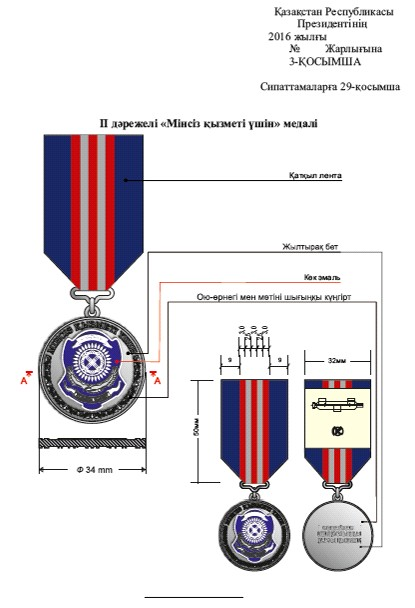 Қазақстан Республикасы
Президентінің
2016 жылғы
№ Жарлығына
3-ҚОСЫМША
Сипаттамаларға 29-қосымша
II дәрежелі «Мінсіз қызметі үшін» медалі
Қатқыл лента
Жылтырақ бет
Көк эмаль
Ою-өрнегі мен мәтіні шығыңқы күңгірт
A
A
9
9
32мм
50мм
Ф 34 mm